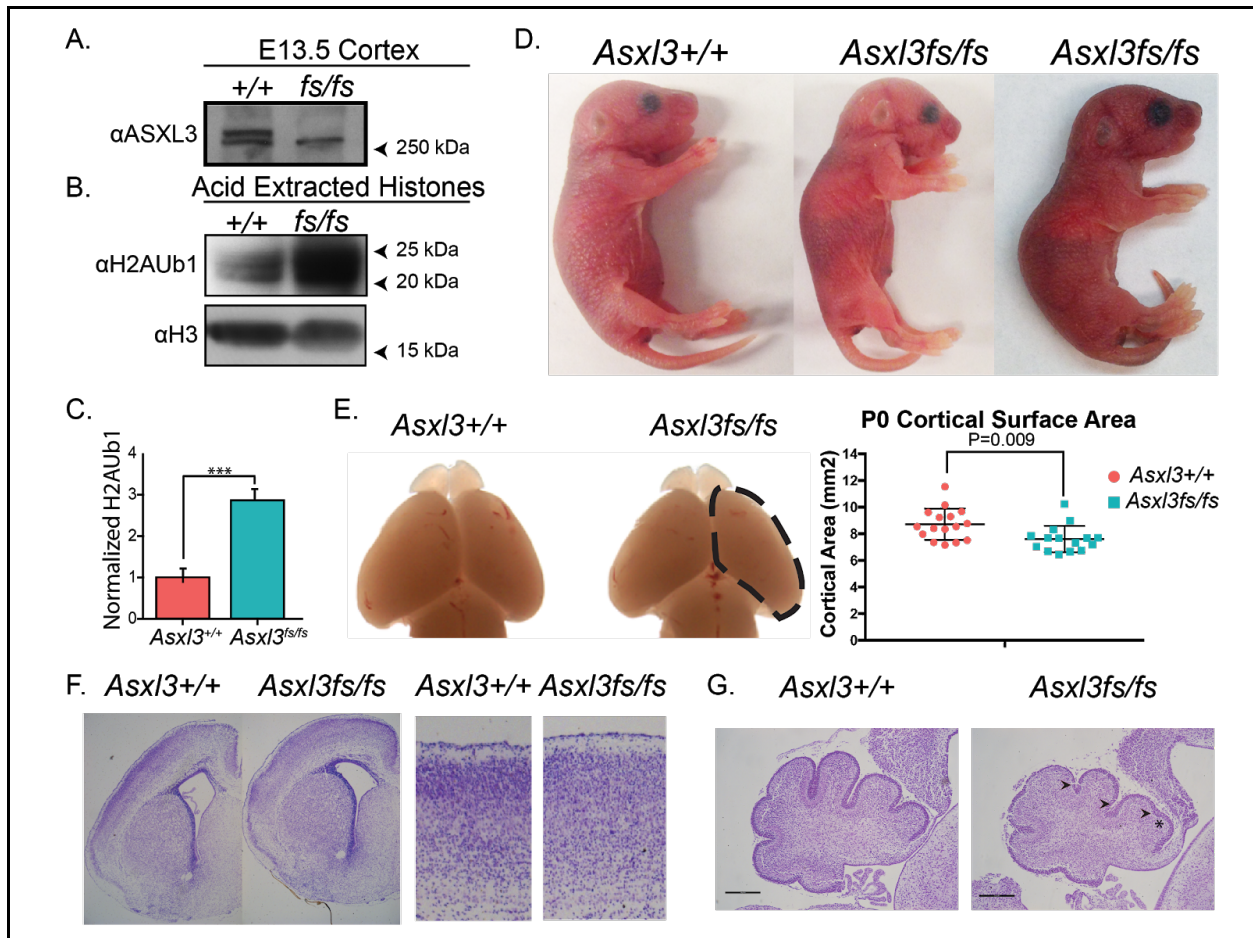 A.
E13.5 Cortex
+/+ fs/fs
αASXL3
250 kDa
B.
Acid Extracted Histones
+/+ fs/fs
αH2AUb1
25 kDa
20 kDa
αH3
15 kDa
C.
Normalized H2AUb1
4
3
2
1
0
***
Asxl3+/+ Asxl3fs/fs
D.
Asxl3+/+ Asxl3fs/fs Asxl3fs/fs
E.
Asxl3+/+ Asxl3fs/fs
P0 Cortical Surface Area
P=0.009
Cortical Area (mm2)
14
12
10
8
6
4
2
0
Asxl3+/+
Asxl3fs/fs
F.
Asxl3+/+ Asxl3fs/fs Asxl3+/+ Asxl3fs/fs
G.
Asxl3+/+ Asxl3fs/fs
*